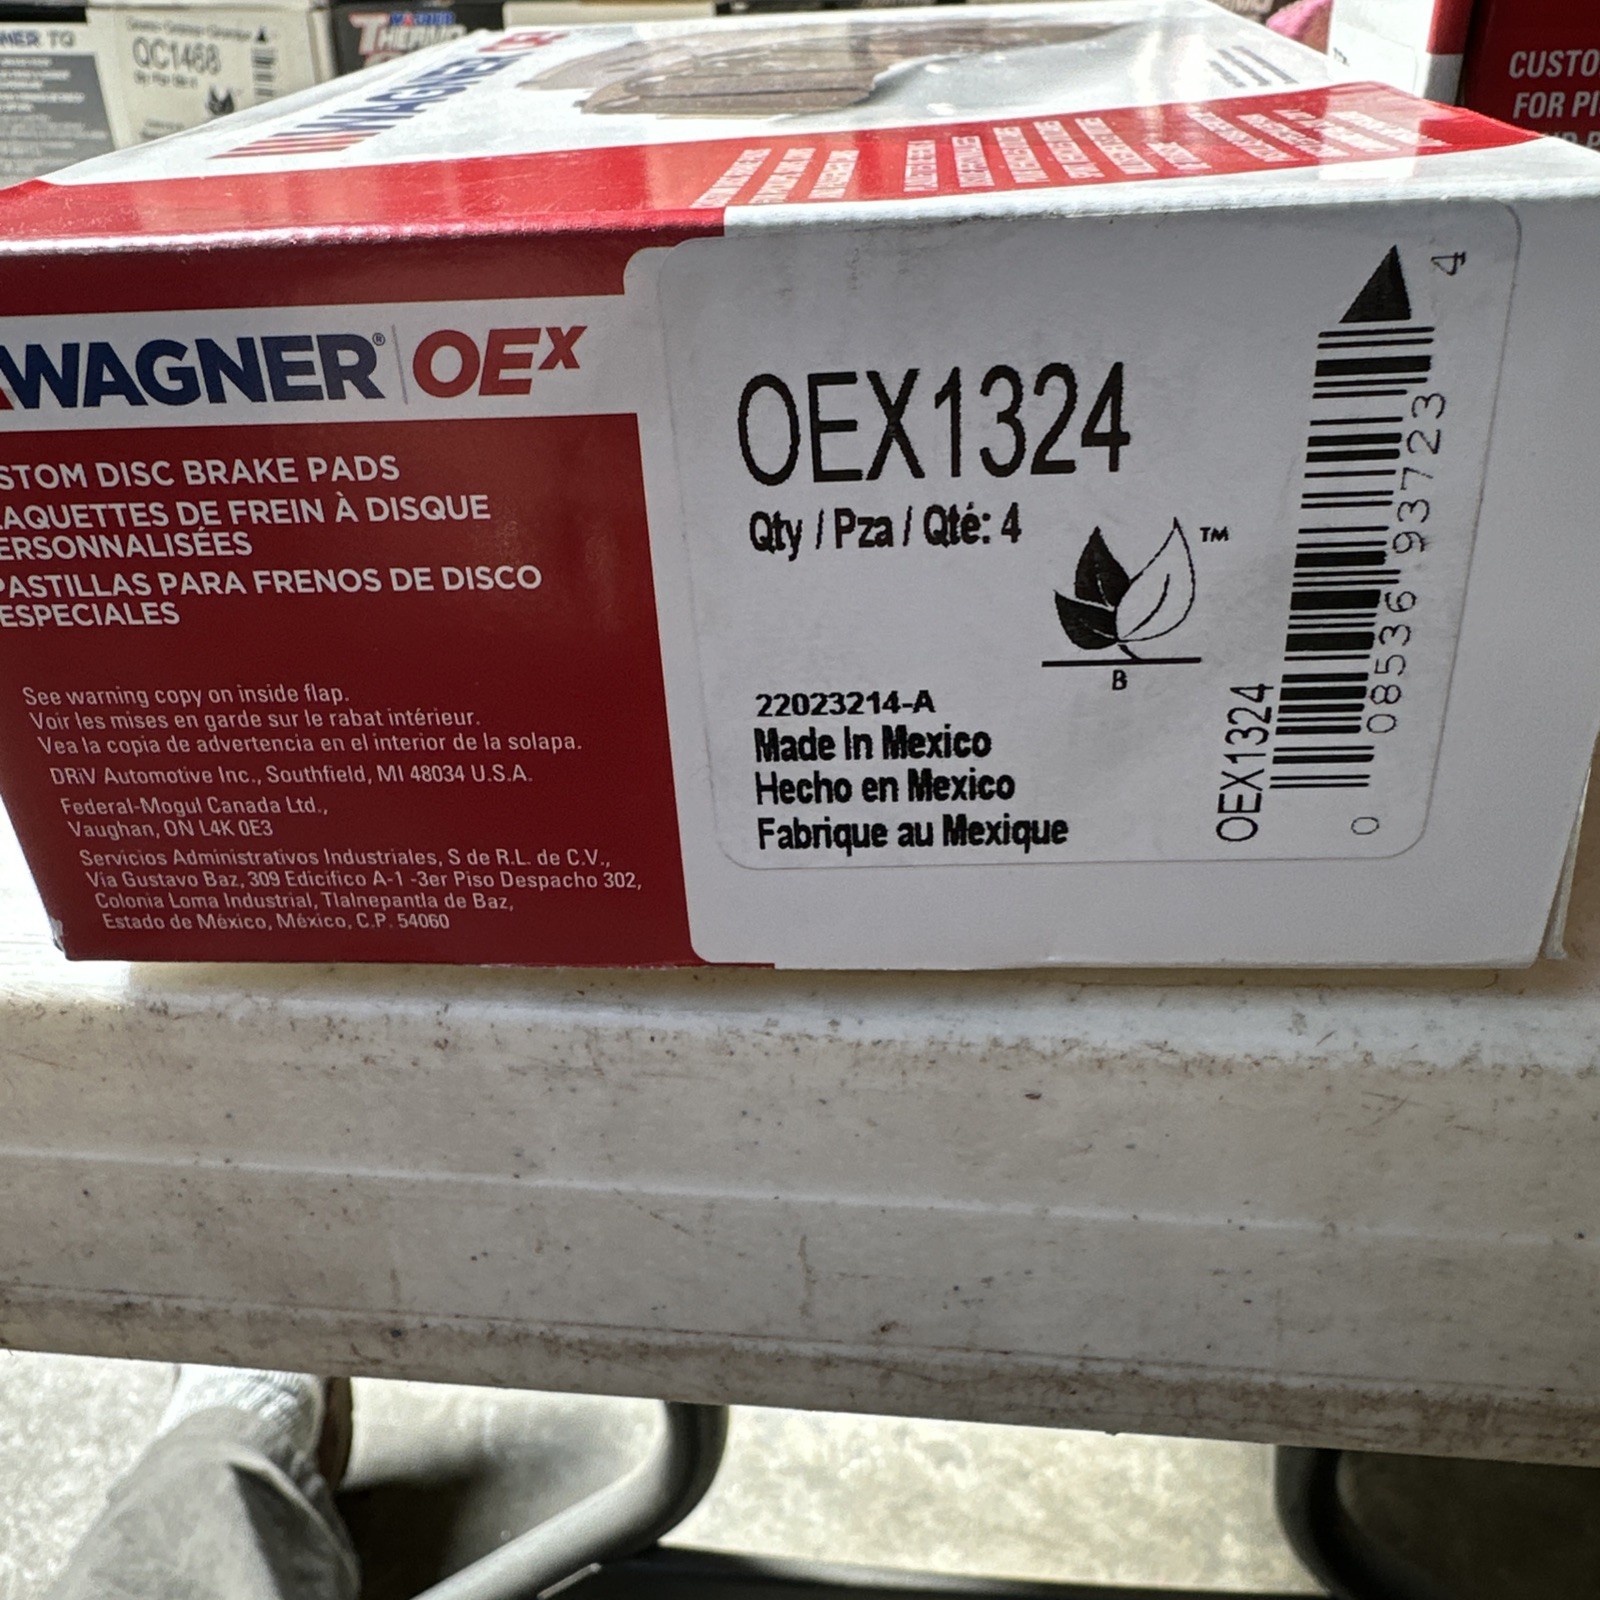 QC1468
WAGNER
WAGNER
THERMO
CUSTO
FOR PI
WAGNER® OEX
STOM DISC BRAKE PADS
LAQUETTES DE FREIN À DISQUE
ERSONNALISÉES
PASTILLAS PARA FRENOS DE DISCO
ESPECIALES
See warning copy on inside flap.
Voir les mises en garde sur le rabat intérieur.
Vea la copia de advertencia en el interior de la solapa.
DRiV Automotive Inc., Southfield, MI 48034 U.S.A.
Federal-Mogul Canada Ltd.,
Vaughan, ON L4K 0E3
Servicios Administrativos Industriales, S de R.L. de C.V.,
Via Gustavo Baz, 309 Edicifico A-1 -3er Piso Despacho 302,
Colonia Loma Industrial, Tlalnepantla de Baz,
Estado de México, México, C.P. 54060
OEX1324
Qty / Pza / Qté: 4
TM
B
22023214-A
Made In Mexico
Hecho en Mexico
Fabrique au Mexique
OEX1324
0 08536 93723 4